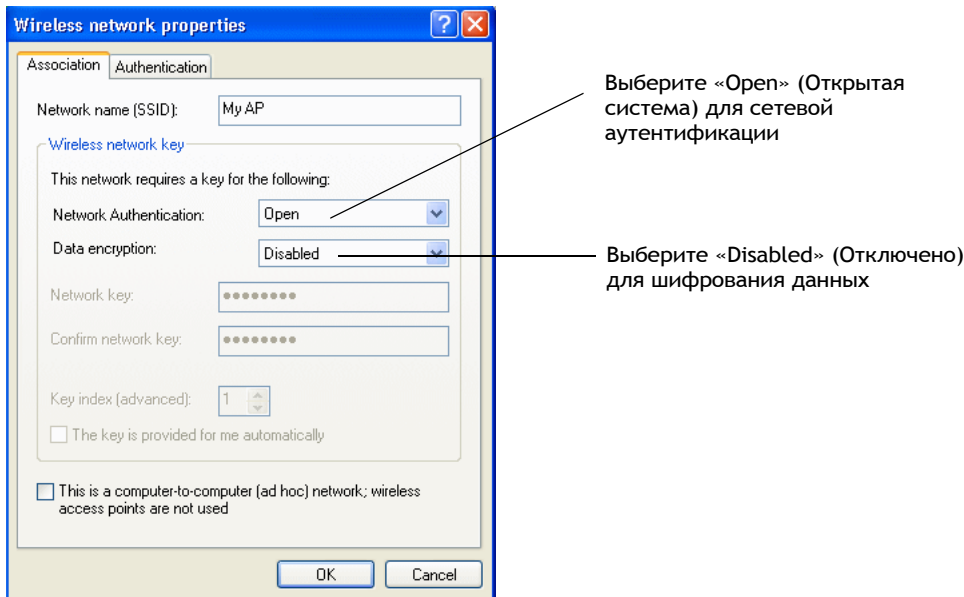 Wireless network properties
Association
Authentication
Network name (SSID):
My AP
Wireless network key
This network requires a key for the following:
Network Authentication:
Open
Data encryption:
Disabled
Network key:
••••••••
Confirm network key:
••••••••
Key index (advanced):
1
The key is provided for me automatically
This is a computer-to-computer (ad hoc) network; wireless
access points are not used
OK
Cancel
Выберите «Open» (Открытая
система) для сетевой
аутентификации
Выберите «Disabled» (Отключено)
для шифрования данных